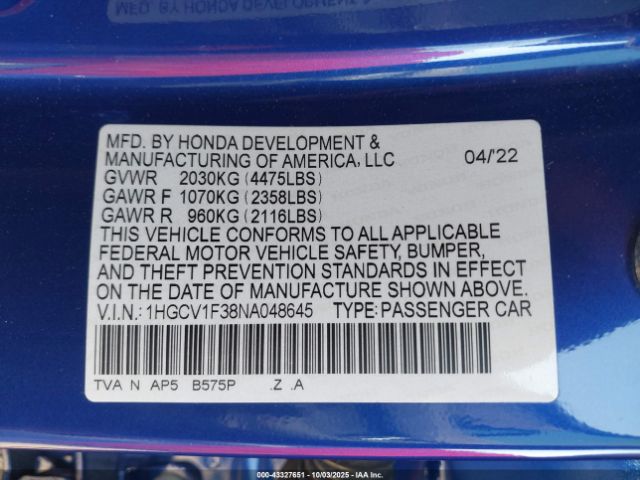 MFD. BY HONDA DEVELOPMENT &
MANUFACTURING OF AMERICA, LLC 04/'22
GVWR 2030KG (4475LBS)
GAWR F 1070KG (2358LBS)
GAWR R 960KG (2116LBS)
THIS VEHICLE CONFORMS TO ALL APPLICABLE
FEDERAL MOTOR VEHICLE SAFETY, BUMPER,
AND THEFT PREVENTION STANDARDS IN EFFECT
ON THE DATE OF MANUFACTURE SHOWN ABOVE.
V.I.N.: 1HGCV1F38NA048645 TYPE: PASSENGER CAR
TVA N AP5 B575P .Z .A
© IAA. Stock No: 000-43327651 | 10/03/2025 | IAA, Inc.